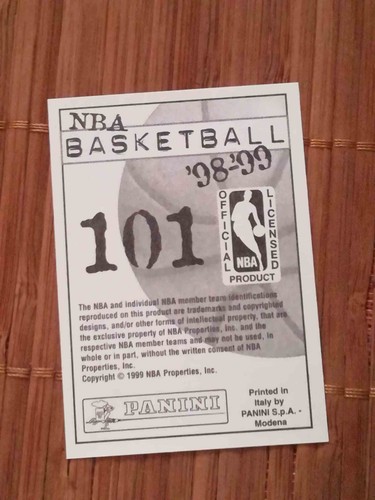 NBA
BASKETBALL
'98-'99
101
OFFICIAL
LICENSED
NBA
PRODUCT
The NBA and individual NBA member team identifications
reproduced on this product are trademarks and copyrighted
designs, and/or other forms of intellectual property, that are
the exclusive property of NBA Properties, Inc. and the
respective NBA member teams and may not be used, in
whole or in part, without the written consent of NBA
Properties, Inc.
Copyright © 1999 NBA Properties, Inc.
PANINI
Printed in
Italy by
PANINI S.p.A. -
Modena